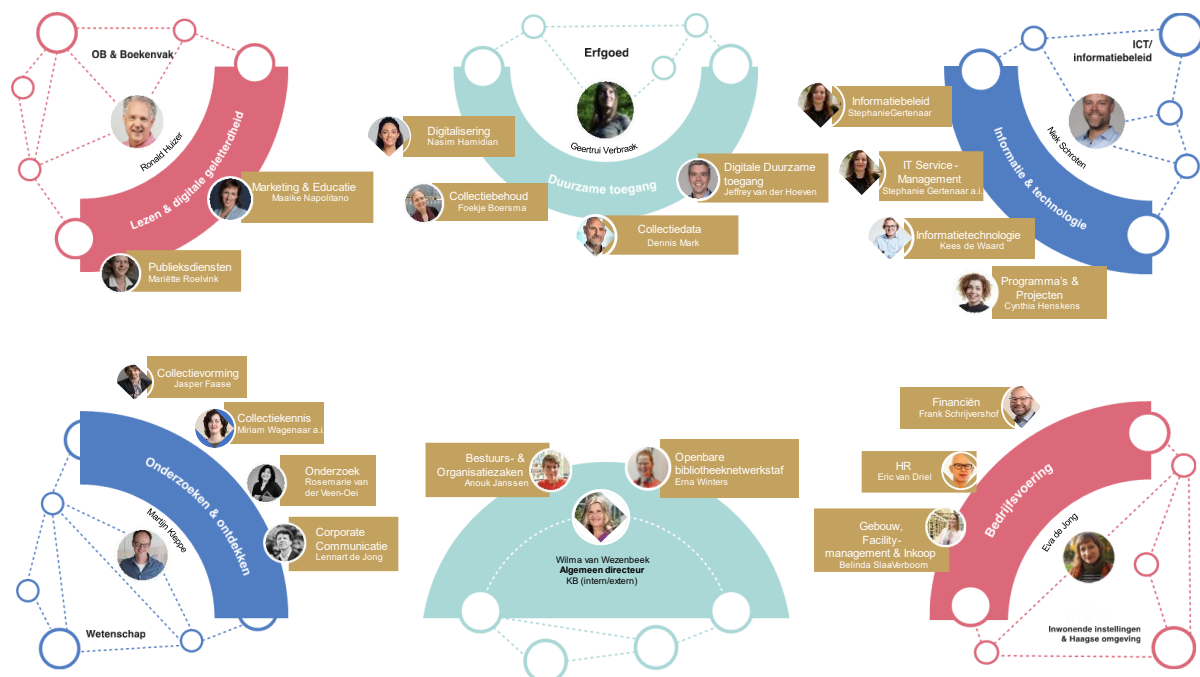 OB & Boekenvak
Ronald Huizer
Lezen & digitale geletterdheid
Marketing & Educatie
Maaike Napolitano
Publieksdiensten
Mariëtte Roelvink
Erfgoed
Geertrui Verbraak
Duurzame toegang
Digitalisering
Nasim Hamidian
Collectiebehoud
Foekje Boersma
Collectiedata
Dennis Mark
Digitale Duurzame
toegang
Jeffrey van der Hoeven
ICT/
informatiebeleid
Niek Schroten
Informatie & technologie
Informatiebeleid
StephanieGertenaar
IT Service -
Management
Stephanie Gertenaar a.i.
Informatietechnologie
Kees de Waard
Programma's &
Projecten
Cynthia Henskens
Collectievorming
Jasper Faase
Collectiekennis
Miriam Wagenaar a.i.
Onderzoek
Rosemarie van
der Veen-Oei
Corporate
Communicatie
Lennart de Jong
Onderzoeken & ontdekken
Martijn Kleppe
Wetenschap
Bestuurs- &
Organisatiezaken
Anouk Janssen
Openbare
bibliotheeknetwerkstaf
Erna Winters
Wilma van Wezenbeek
Algemeen directeur
KB (intern/extern)
Financiën
Frank Schrijvershof
HR
Eric van Driel
Gebouw,
Facility-
management & Inkoop
Belinda SlaaVerboom
Bedrijfsvoering
Eva de Jong
Inwonende instellingen
& Haagse omgeving